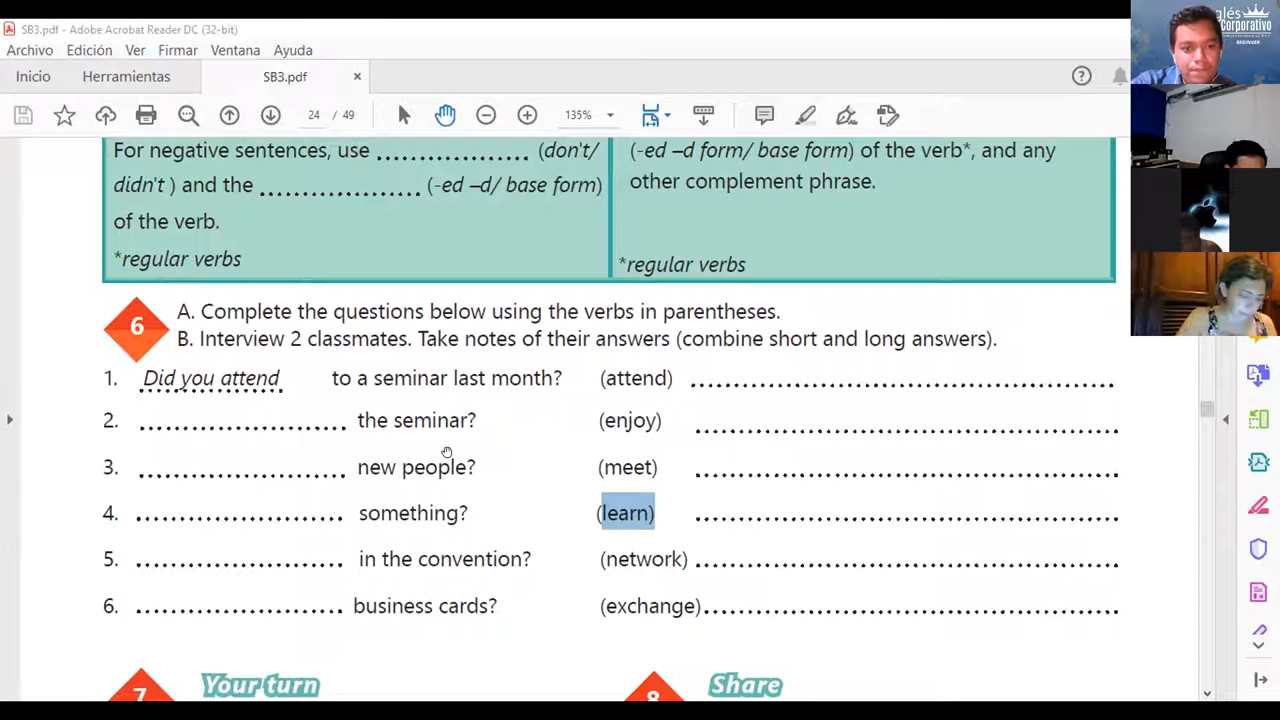 SB3.pdf - Adobe Acrobat Reader DC (32-bit)
Archivo Edición Ver Firmar Ventana Ayuda
Inicio Herramientas SB3.pdf ×
24 / 49 135%
For negative sentences, use ................ (don't/
didn't ) and the ................ (-ed –d/ base form)
of the verb.
*regular verbs
(-ed –d form/ base form) of the verb*, and any
other complement phrase.
*regular verbs
6
A. Complete the questions below using the verbs in parentheses.
B. Interview 2 classmates. Take notes of their answers (combine short and long answers).
1. Did you attend to a seminar last month? (attend) ................
2. ................ the seminar? (enjoy) ................
3. ................ new people? (meet) ................
4. ................ something? (learn) ................
5. ................ in the convention? (network) ................
6. ................ business cards? (exchange) ................
7 Your turn
8 Share
glés
Corporativo
BEGINNER